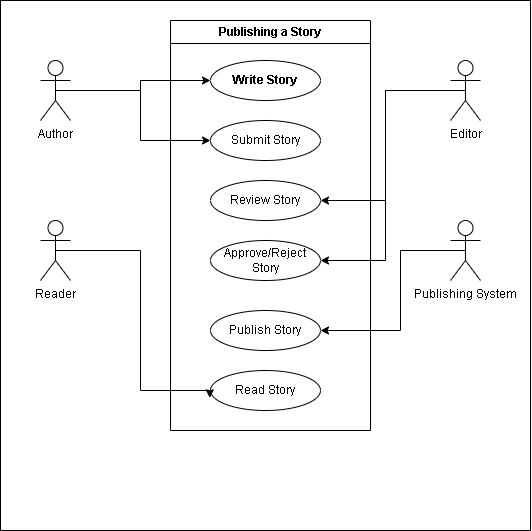 Publishing a Story
Write Story
Author
Editor
Submit Story
Review Story
Approve/Reject
Story
Reader
Publishing System
Publish Story
Read Story